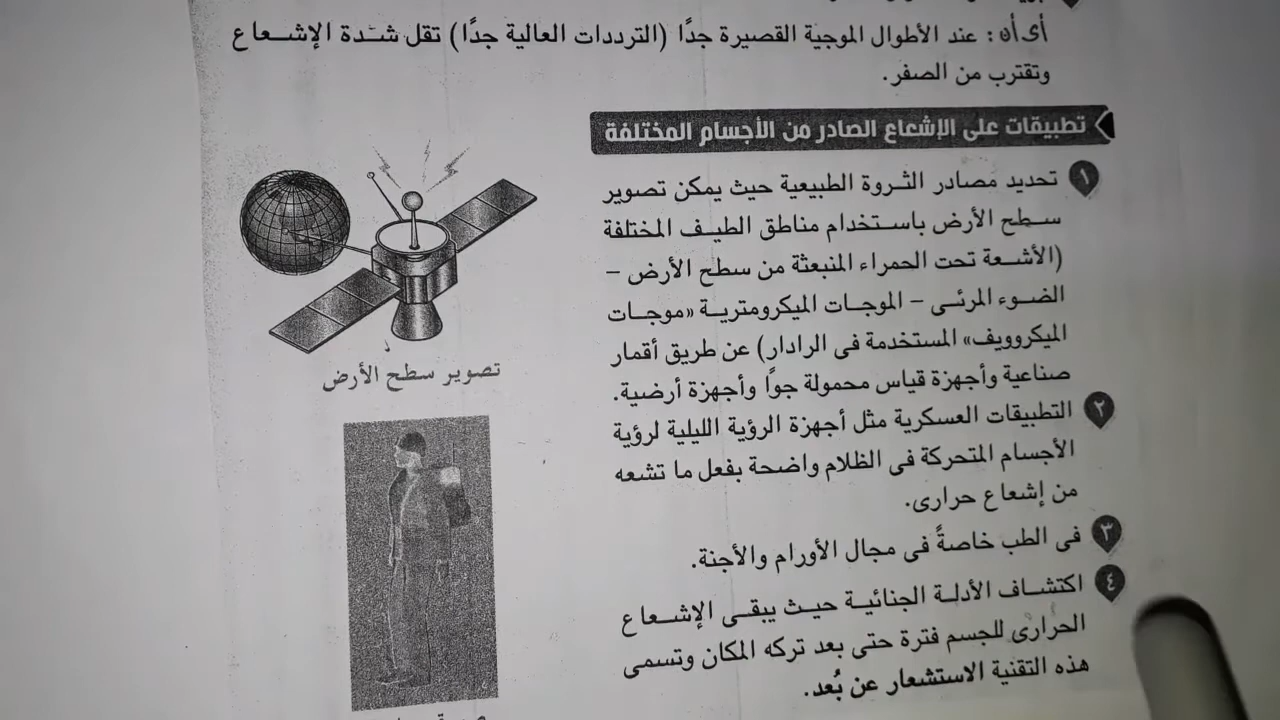 أى أن : عند الأطوال الموجية القصيرة جدًا (الترددات العالية جدًا) تقل شدة الإشعاع
وتقترب من الصفر.
تطبيقات على الإشعاع الصادر من الأجسام المختلفة
١ تحديد مصادر الثروة الطبيعية حيث يمكن تصوير
سطح الأرض باستخدام مناطق الطيف المختلفة
(الأشعة تحت الحمراء المنبعثة من سطح الأرض –
الضوء المرئى – الموجات الميكرومترية «موجات
الميكروويف» المستخدمة فى الرادار) عن طريق أقمار
صناعية وأجهزة قياس محمولة جوًا وأجهزة أرضية.
تصوير سطح الأرض
٢ التطبيقات العسكرية مثل أجهزة الرؤية الليلية لرؤية
الأجسام المتحركة فى الظلام واضحة بفعل ما تشعه
من إشعاع حرارى.
٣ فى الطب خاصةً فى مجال الأورام والأجنة.
٤ اكتشاف الأدلة الجنائية حيث يبقى الإشعاع
الحرارى للجسم فترة حتى بعد تركه المكان وتسمى
هذه التقنية الاستشعار عن بُعد.